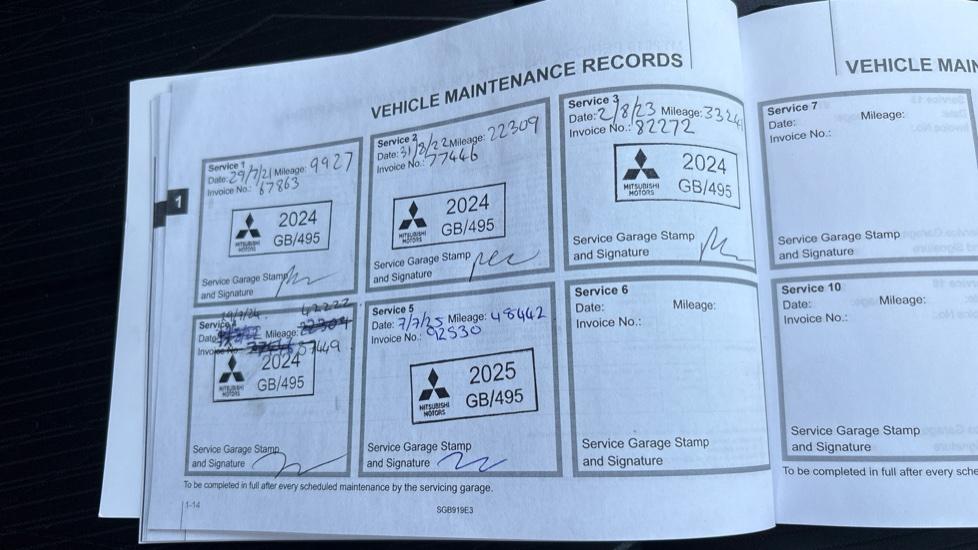 VEHICLE MAINTENANCE RECORDS
Service 1
Date: 29/7/21 Mileage: 9927
Invoice No.: 67863
MITSUBISHI MOTORS
2024
GB/495
Service Garage Stamp
and Signature
Service 2
Date: 31/8/22 Mileage: 22309
Invoice No.: 77446
MITSUBISHI MOTORS
2024
GB/495
Service Garage Stamp
and Signature
Service 3
Date: 2/8/23 Mileage: 3324
Invoice No.: 82272
MITSUBISHI MOTORS
2024
GB/495
Service Garage Stamp
and Signature
1
Service 4
42222
Date: Mileage: 22309
Invoice No. 87449
MITSUBISHI MOTORS
2024
GB/495
Service Garage Stamp
and Signature
Service 5
Date: 7/7/25 Mileage: 48442
Invoice No.: 92530
MITSUBISHI MOTORS
2025
GB/495
Service Garage Stamp
and Signature
Service 6
Date: Mileage:
Invoice No.:
Service Garage Stamp
and Signature
To be completed in full after every scheduled maintenance by the servicing garage.
1-14
SGB919E3
VEHICLE MAIN
Service 7
Date: Mileage:
Invoice No.:
Service Garage Stamp
and Signature
Service 10
Date: Mileage:
Invoice No.:
Service Garage Stamp
and Signature
To be completed in full after every sche